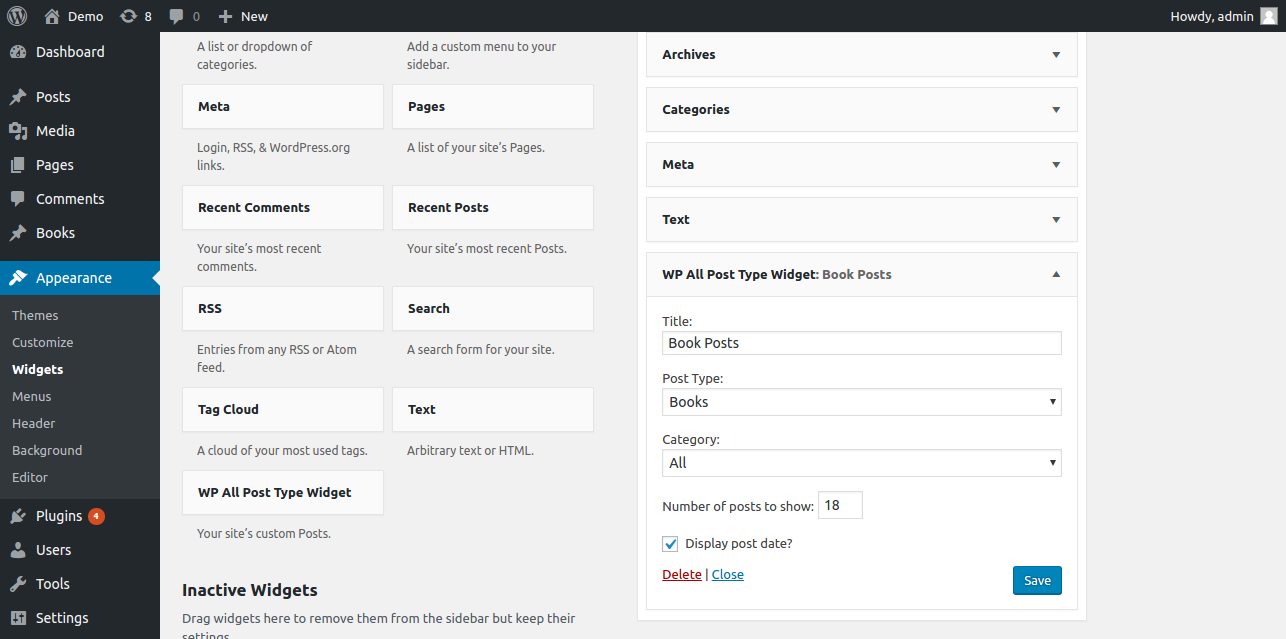 Demo
8
0
New
Howdy, admin
Dashboard
Posts
Media
Pages
Comments
Books
Appearance
Themes
Customize
Widgets
Menus
Header
Background
Editor
Plugins 4
Users
Tools
Settings
A list or dropdown of
categories.
Add a custom menu to your
sidebar.
Meta
Login, RSS, & WordPress.org
links.
Pages
A list of your site’s Pages.
Recent Comments
Your site’s most recent
comments.
Recent Posts
Your site’s most recent Posts.
RSS
Entries from any RSS or Atom
feed.
Search
A search form for your site.
Tag Cloud
A cloud of your most used tags.
Text
Arbitrary text or HTML.
WP All Post Type Widget
Your site’s custom Posts.
Inactive Widgets
Drag widgets here to remove them from the sidebar but keep their
settings.
Archives
Categories
Meta
Text
WP All Post Type Widget: Book Posts
Title:
Book Posts
Post Type:
Books
Category:
All
Number of posts to show: 18
Display post date?
Delete | Close
Save